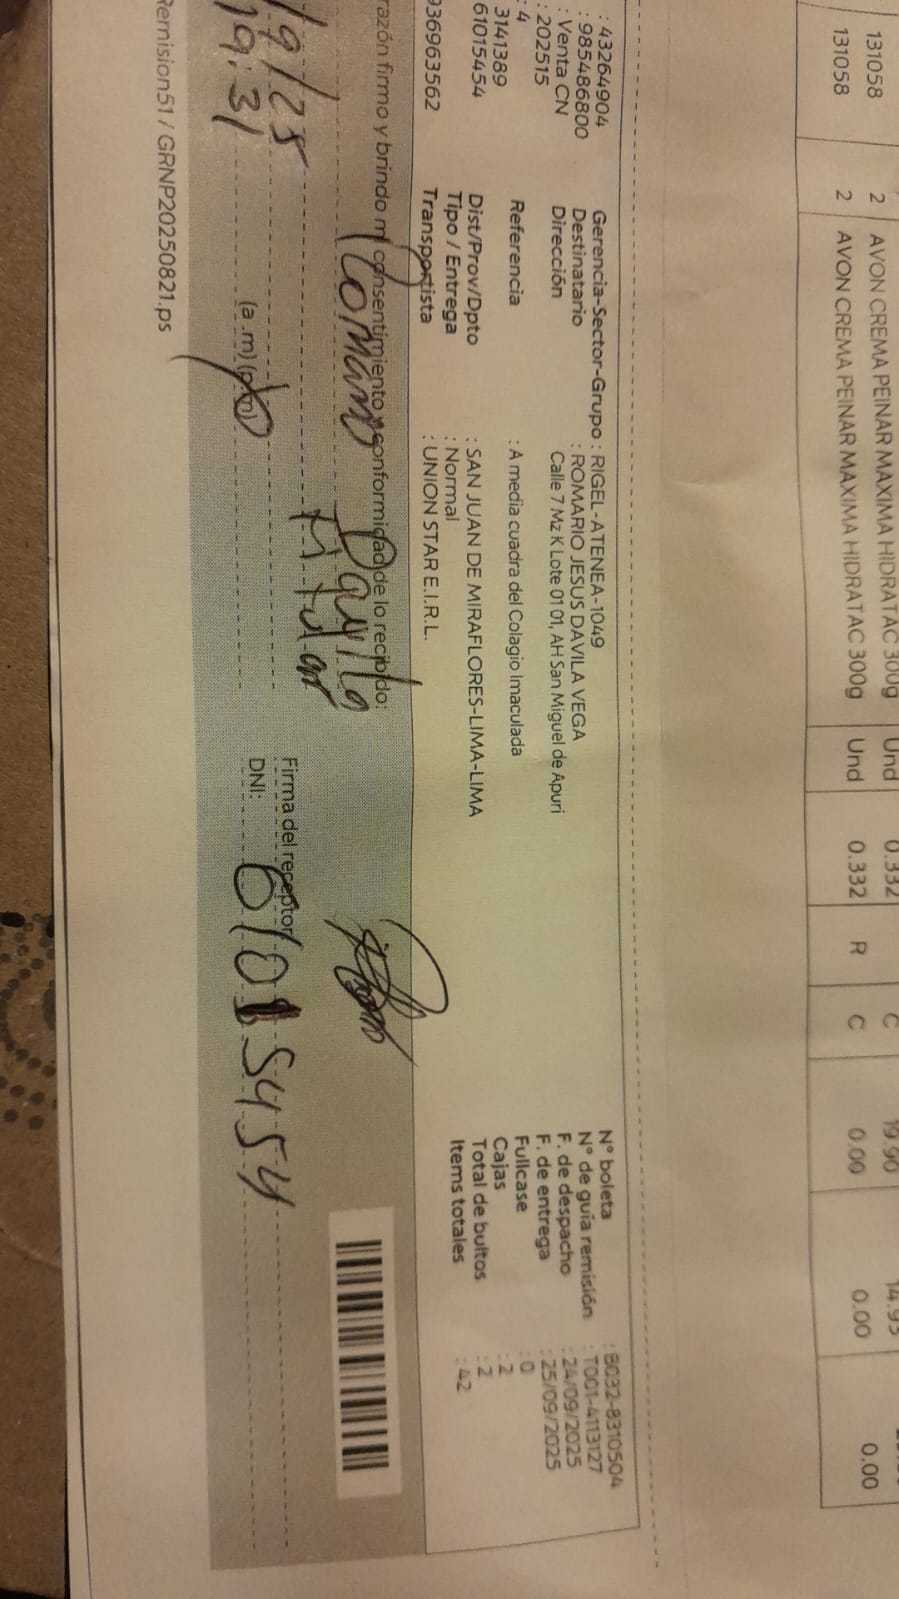 131058 2 AVON CREMA PEINAR MAXIMA HIDRATAC 300g Und 0.332 C 19.90 14.93
131058 2 AVON CREMA PEINAR MAXIMA HIDRATAC 300g Und 0.332 R C 0.00 0.00 0.00
: 43264904 Gerencia-Sector-Grupo : RIGEL-ATENEA-1049 N° boleta : B032-8310504
: 985486800 Destinatario : ROMARIO JESUS DAVILA VEGA N° de guía remisión : T001-4113127
: Venta CN Dirección Calle 7 Mz K Lote 01 01, AH San Miguel de Apuri F. de despacho : 24/09/2025
: 202515 F. de entrega : 25/09/2025
: 4 Referencia : A media cuadra del Colagio Imaculada Fullcase : 0
3141389 Cajas : 2
61015454 Dist/Prov/Dpto : SAN JUAN DE MIRAFLORES-LIMA-LIMA Total de bultos : 2
Tipo / Entrega : Normal Items totales : 42
936963562 Transportista : UNION STAR E.I.R.L.
razón firmo y brindo mi consentimiento y conformidad de lo recibido:
/9/25 Titular
Firma del receptor
19:31 (a .m) (p.m) DNI: 61015454
Remision51 / GRNP20250821.ps